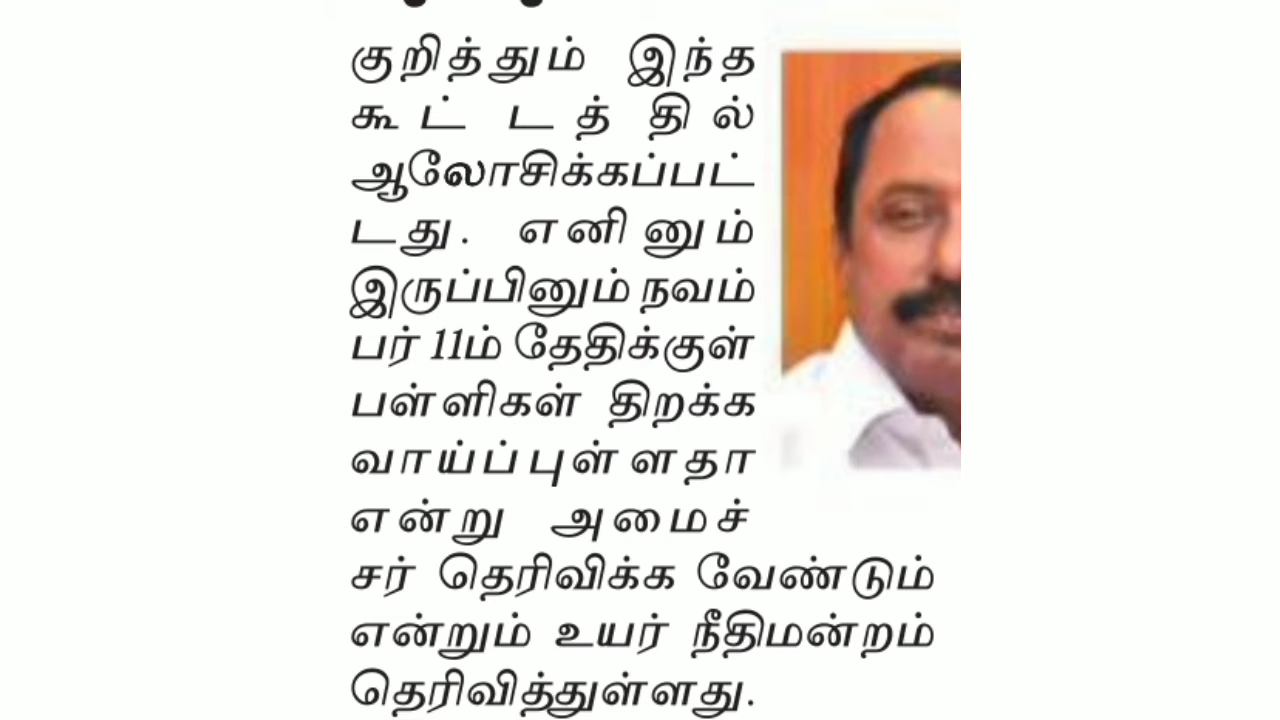 குறித்தும் இந்த
கூட்டத்தில்
ஆலோசிக்கப்பட்
டது. எனினும்
இருப்பினும் நவம்
பர் 11ம் தேதிக்குள்
பள்ளிகள் திறக்க
வாய்ப்புள்ளதா
என்று அமைச்
சர் தெரிவிக்க வேண்டும்
என்றும் உயர் நீதிமன்றம்
தெரிவித்துள்ளது.